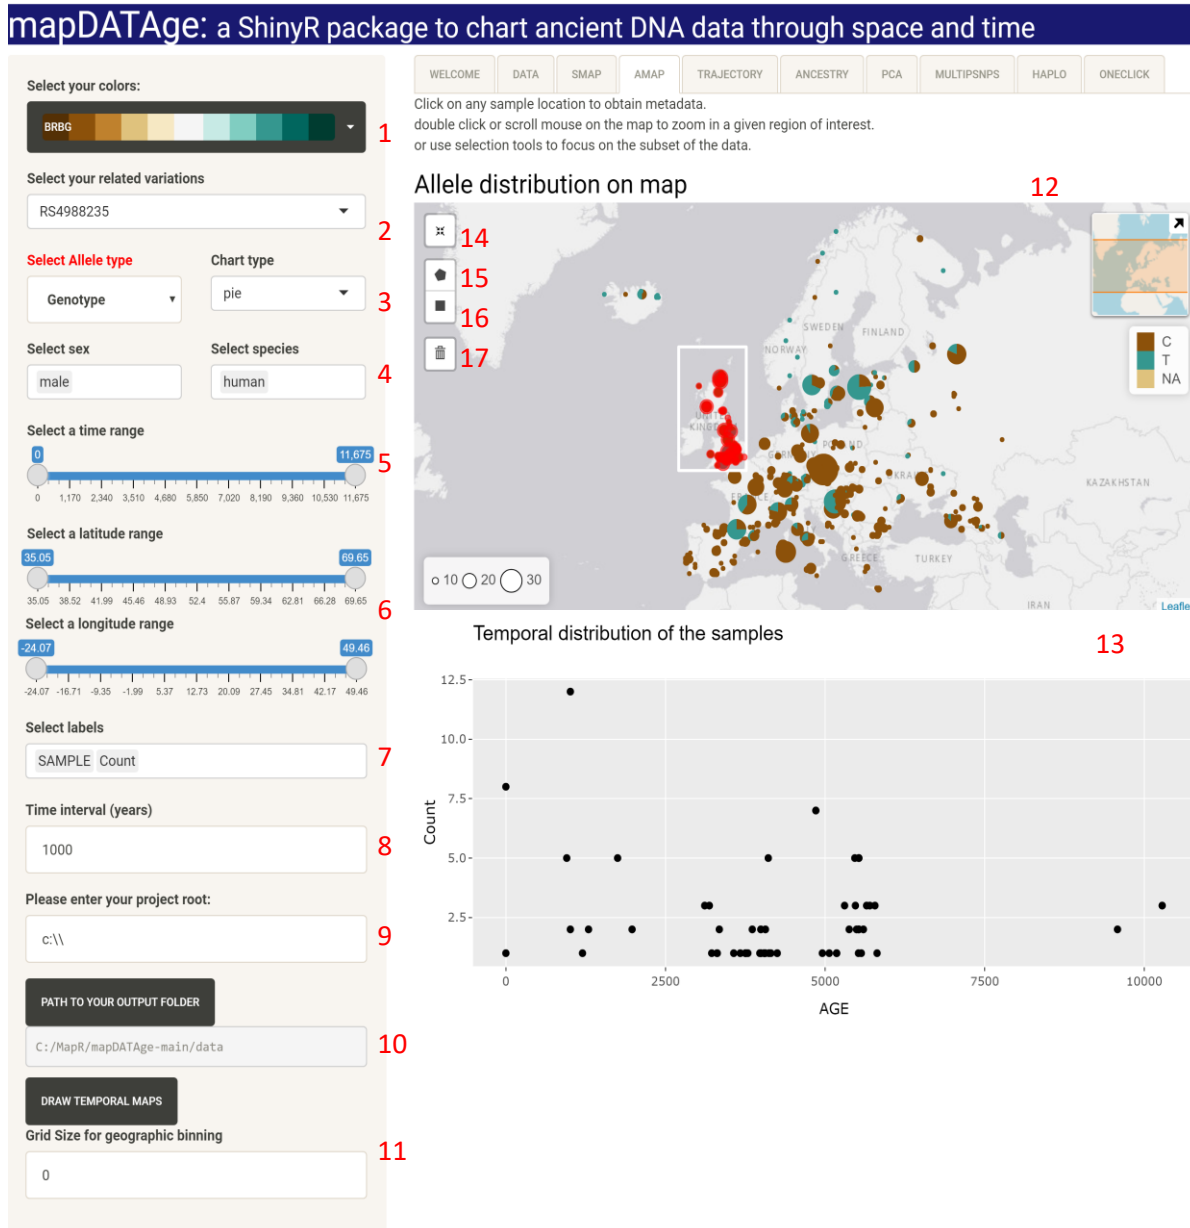 mapDATAge: a ShinyR package to chart ancient DNA data through space and time
Select your colors:
BRBG
1
Select your related variations
RS4988235
2
Select Allele type
Chart type
Genotype
pie
3
Select sex
Select species
male
human
4
Select a time range
0
11,675
5
0 1,170 2,340 3,510 4,680 5,850 7,020 8,190 9,360 10,530 11,675
Select a latitude range
35.05
69.65
35.05 38.52 41.99 45.46 48.93 52.4 55.87 59.34 62.81 66.28 69.65
6
Select a longitude range
-24.07
49.46
-24.07 -16.71 -9.35 -1.99 5.37 12.73 20.09 27.45 34.81 42.17 49.46
Select labels
SAMPLE Count
7
Time interval (years)
1000
8
Please enter your project root:
c:\\
9
PATH TO YOUR OUTPUT FOLDER
C:/MapR/mapDATAge-main/data
10
DRAW TEMPORAL MAPS
Grid Size for geographic binning
11
0
WELCOME DATA SMAP AMAP TRAJECTORY ANCESTRY PCA MULTIPSNPS HAPLO ONECLICK
Click on any sample location to obtain metadata.
double click or scroll mouse on the map to zoom in a given region of interest.
or use selection tools to focus on the subset of the data.
Allele distribution on map
12
14
15
16
17
SWEDEN
FINLAND
NORWAY
C
T
NA
KAZAKHSTAN
TURKEY
IRAN
10 20 30
Leafle
Temporal distribution of the samples
13
12.5
10.0
7.5
5.0
2.5
Count
0 2500 5000 7500 10000
AGE